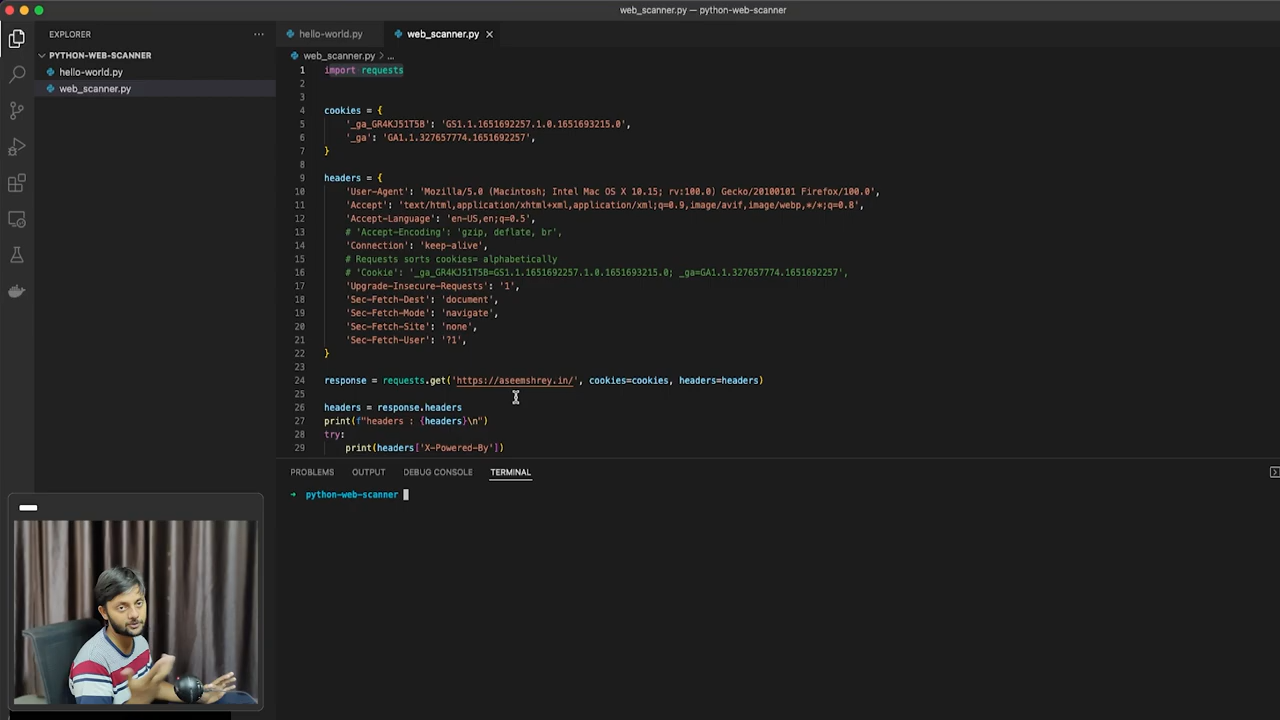 web_scanner.py — python-web-scanner
EXPLORER
hello-world.py
web_scanner.py
PYTHON-WEB-SCANNER
hello-world.py
web_scanner.py
web_scanner.py > ...
1 import requests
2
3
4 cookies = {
5 '_ga_GR4KJ51T5B': 'GS1.1.1651692257.1.0.1651693215.0',
6 '_ga': 'GA1.1.327657774.1651692257',
7 }
8
9 headers = {
10 'User-Agent': 'Mozilla/5.0 (Macintosh; Intel Mac OS X 10.15; rv:100.0) Gecko/20100101 Firefox/100.0',
11 'Accept': 'text/html,application/xhtml+xml,application/xml;q=0.9,image/avif,image/webp,*/*;q=0.8',
12 'Accept-Language': 'en-US,en;q=0.5',
13 # 'Accept-Encoding': 'gzip, deflate, br',
14 'Connection': 'keep-alive',
15 # Requests sorts cookies= alphabetically
16 # 'Cookie': '_ga_GR4KJ51T5B=GS1.1.1651692257.1.0.1651693215.0; _ga=GA1.1.327657774.1651692257',
17 'Upgrade-Insecure-Requests': '1',
18 'Sec-Fetch-Dest': 'document',
19 'Sec-Fetch-Mode': 'navigate',
20 'Sec-Fetch-Site': 'none',
21 'Sec-Fetch-User': '?1',
22 }
23
24 response = requests.get('https://aseemshrey.in/', cookies=cookies, headers=headers)
25
26 headers = response.headers
27 print(f"headers : {headers}\n")
28 try:
29 print(headers['X-Powered-By'])
PROBLEMS OUTPUT DEBUG CONSOLE TERMINAL
→ python-web-scanner